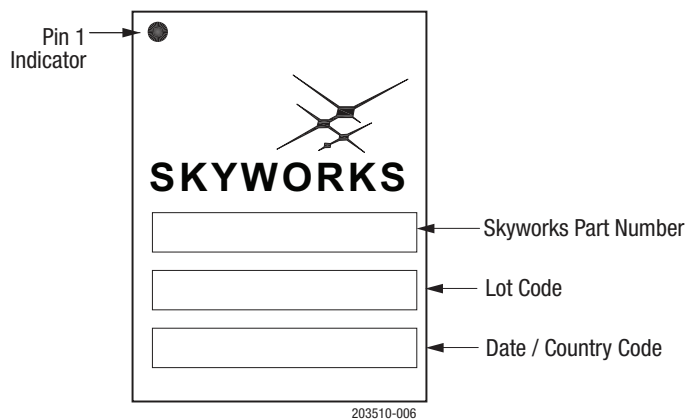 Pin 1
Indicator
SKYWORKS
Skyworks Part Number
Lot Code
Date / Country Code
203510-006